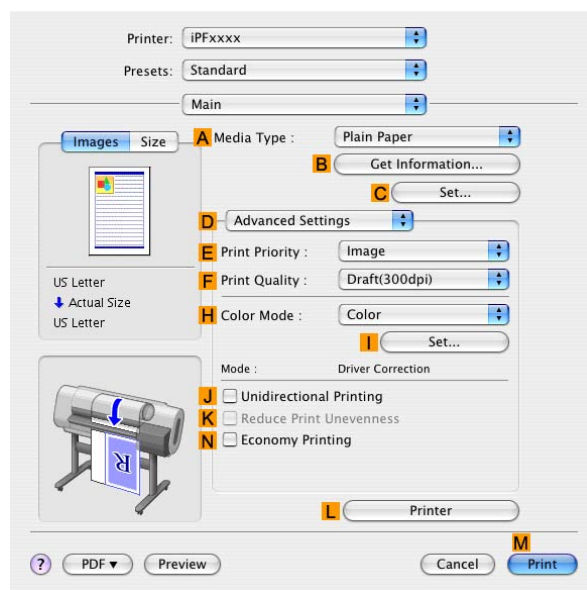 Printer: iPFxxxx
Presets: Standard
Main
Images Size
A Media Type : Plain Paper
B Get Information...
C Set...
D Advanced Settings
E Print Priority : Image
F Print Quality : Draft(300dpi)
H Color Mode : Color
I Set...
Mode : Driver Correction
J Unidirectional Printing
K Reduce Print Unevenness
N Economy Printing
US Letter
Actual Size
US Letter
R
L Printer
M
? PDF Preview Cancel Print